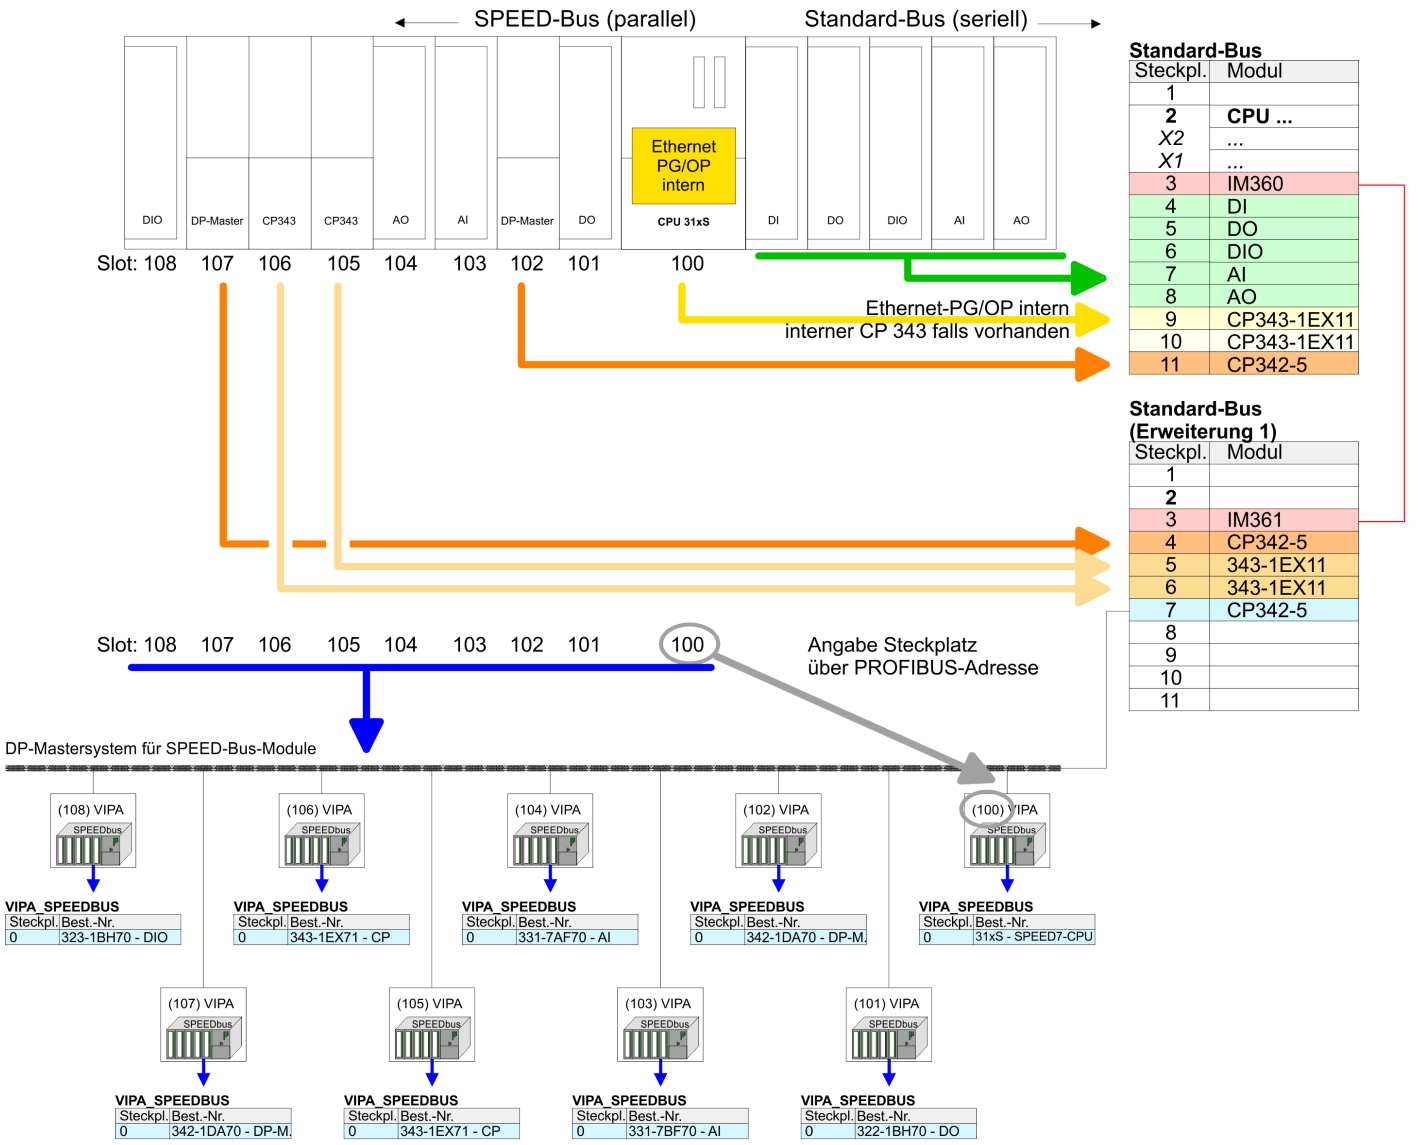 SPEED-Bus (parallel) Standard-Bus (seriell)
Ethernet
PG/OP
intern
DIO DP-Master CP343 CP343 AO AI DP-Master DO CPU 31xS DI DO DIO AI AO
Slot: 108 107 106 105 104 103 102 101 100
Ethernet-PG/OP intern
interner CP 343 falls vorhanden
Standard-Bus
Steckpl. Modul
1
2 CPU ...
X2 ...
X1 ...
3 IM360
4 DI
5 DO
6 DIO
7 AI
8 AO
9 CP343-1EX11
10 CP343-1EX11
11 CP342-5
Standard-Bus
(Erweiterung 1)
Steckpl. Modul
1
2
3 IM361
4 CP342-5
5 343-1EX11
6 343-1EX11
7 CP342-5
8
9
10
11
Slot: 108 107 106 105 104 103 102 101 100
Angabe Steckplatz
über PROFIBUS-Adresse
DP-Mastersystem für SPEED-Bus-Module
(108) VIPA
SPEEDbus
VIPA_SPEEDBUS
Steckpl. Best.-Nr.
0 323-1BH70 - DIO
(106) VIPA
SPEEDbus
VIPA_SPEEDBUS
Steckpl. Best.-Nr.
0 343-1EX71 - CP
(104) VIPA
SPEEDbus
VIPA_SPEEDBUS
Steckpl. Best.-Nr.
0 331-7AF70 - AI
(102) VIPA
SPEEDbus
VIPA_SPEEDBUS
Steckpl. Best.-Nr.
0 342-1DA70 - DP-M.
(100) VIPA
SPEEDbus
VIPA_SPEEDBUS
Steckpl. Best.-Nr.
0 31xS - SPEED7-CPU
(107) VIPA
SPEEDbus
VIPA_SPEEDBUS
Steckpl. Best.-Nr.
0 342-1DA70 - DP-M.
(105) VIPA
SPEEDbus
VIPA_SPEEDBUS
Steckpl. Best.-Nr.
0 343-1EX71 - CP
(103) VIPA
SPEEDbus
VIPA_SPEEDBUS
Steckpl. Best.-Nr.
0 331-7BF70 - AI
(101) VIPA
SPEEDbus
VIPA_SPEEDBUS
Steckpl. Best.-Nr.
0 322-1BH70 - DO